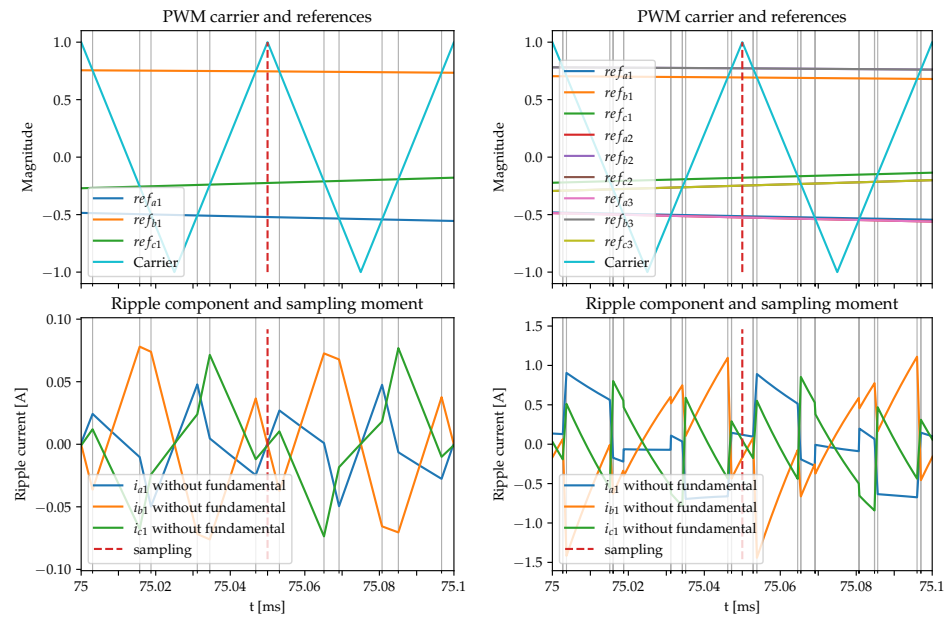 PWM carrier and references
1.0
0.5
0.0
−0.5
−1.0
Magnitude
ref_a1
ref_b1
ref_c1
Carrier
PWM carrier and references
1.0
0.5
0.0
−0.5
−1.0
Magnitude
ref_a1
ref_b1
ref_c1
ref_a2
ref_b2
ref_c2
ref_a3
ref_b3
ref_c3
Carrier
Ripple component and sampling moment
0.10
0.05
0.00
−0.05
−0.10
Ripple current [A]
i_a1 without fundamental
i_b1 without fundamental
i_c1 without fundamental
sampling
75
75.02
75.04
75.06
75.08
75.1
t [ms]
Ripple component and sampling moment
1.5
1.0
0.5
0.0
−0.5
−1.0
−1.5
Ripple current [A]
i_a1 without fundamental
i_b1 without fundamental
i_c1 without fundamental
sampling
75
75.02
75.04
75.06
75.08
75.1
t [ms]